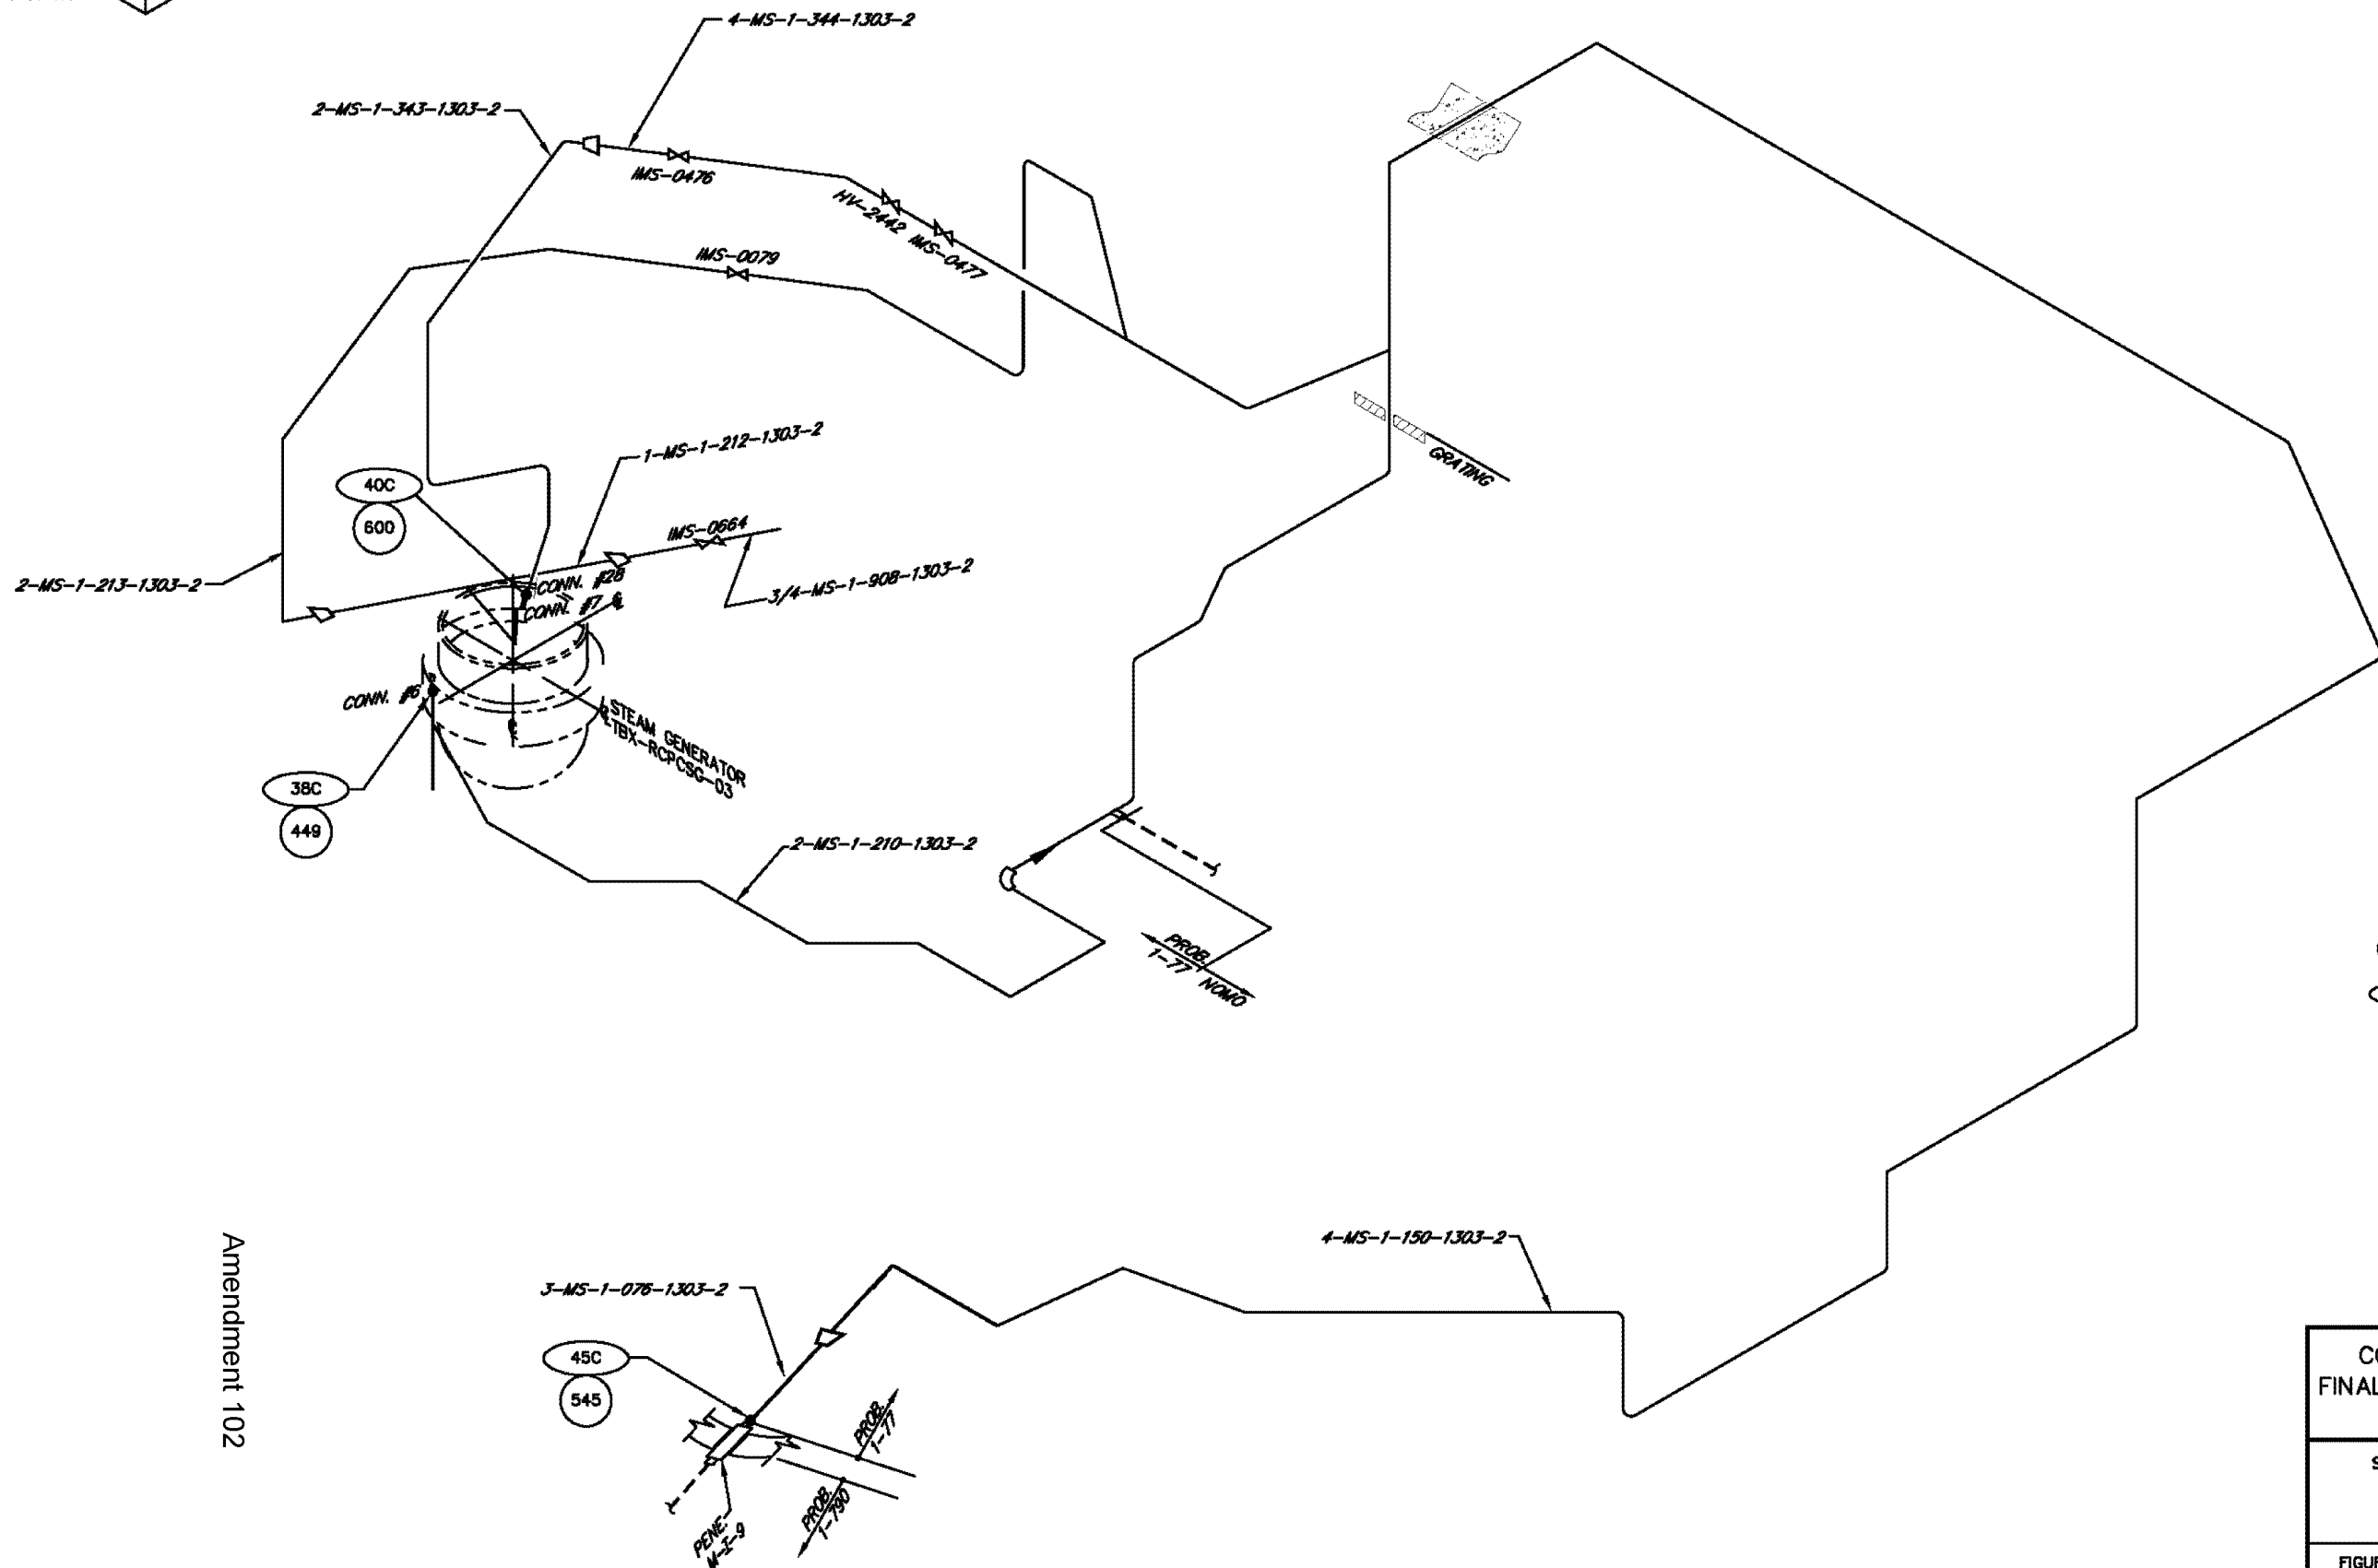 4-MS-1-344-1303-2
2-MS-1-343-1303-2
IMS-0476
HV-2442 IMS-0477
IMS-0079
1-MS-1-212-1303-2
40C
600
GRATING
IMS-0664
2-MS-1-213-1303-2
3/4-MS-1-908-1303-2
CONN. #28
CONN. #7
CONN. #6
STEAM GENERATOR
TBX-RCPCSG-03
38C
449
2-MS-1-210-1303-2
PROB.
1-77 NOMO
4-MS-1-150-1303-2
3-MS-1-076-1303-2
45C
545
PROB.
1-77
PROB.
1-790
PENE.
M-I-9
Amendment 102
FINAL